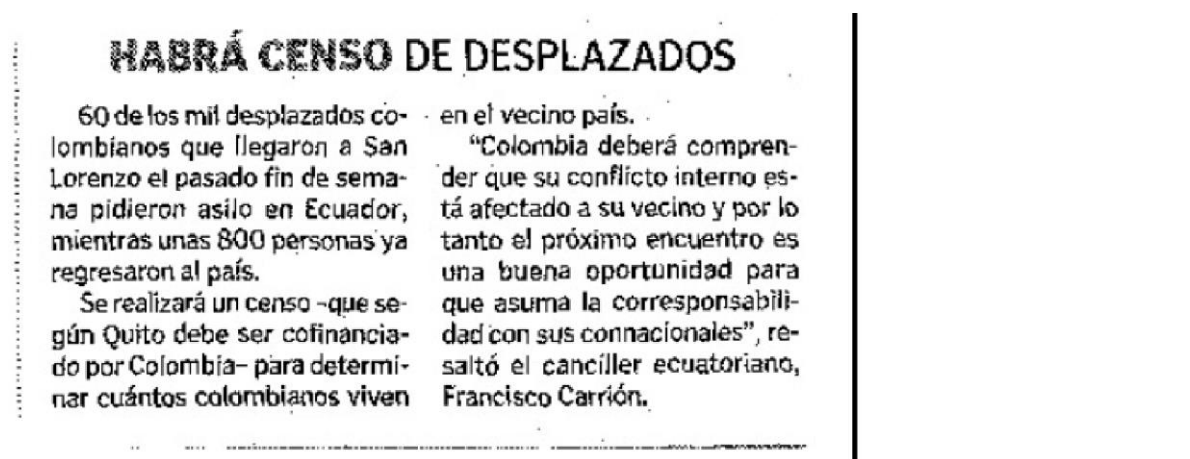 HABRÁ CENSO DE DESPLAZADOS
60 de los mil desplazados co-
lombianos que llegaron a San
Lorenzo el pasado fin de sema-
na pidieron asilo en Ecuador,
mientras unas 800 personas ya
regresaron al país.
Se realizará un censo -que se-
gún Quito debe ser cofinancia-
do por Colombia- para determi-
nar cuántos colombianos viven
en el vecino país.
"Colombia deberá compren-
der que su conflicto interno es-
tá afectado a su vecino y por lo
tanto el próximo encuentro es
una buena oportunidad para
que asuma la corresponsabili-
dad con sus connacionales", re-
saltó el canciller ecuatoriano,
Francisco Carrión.